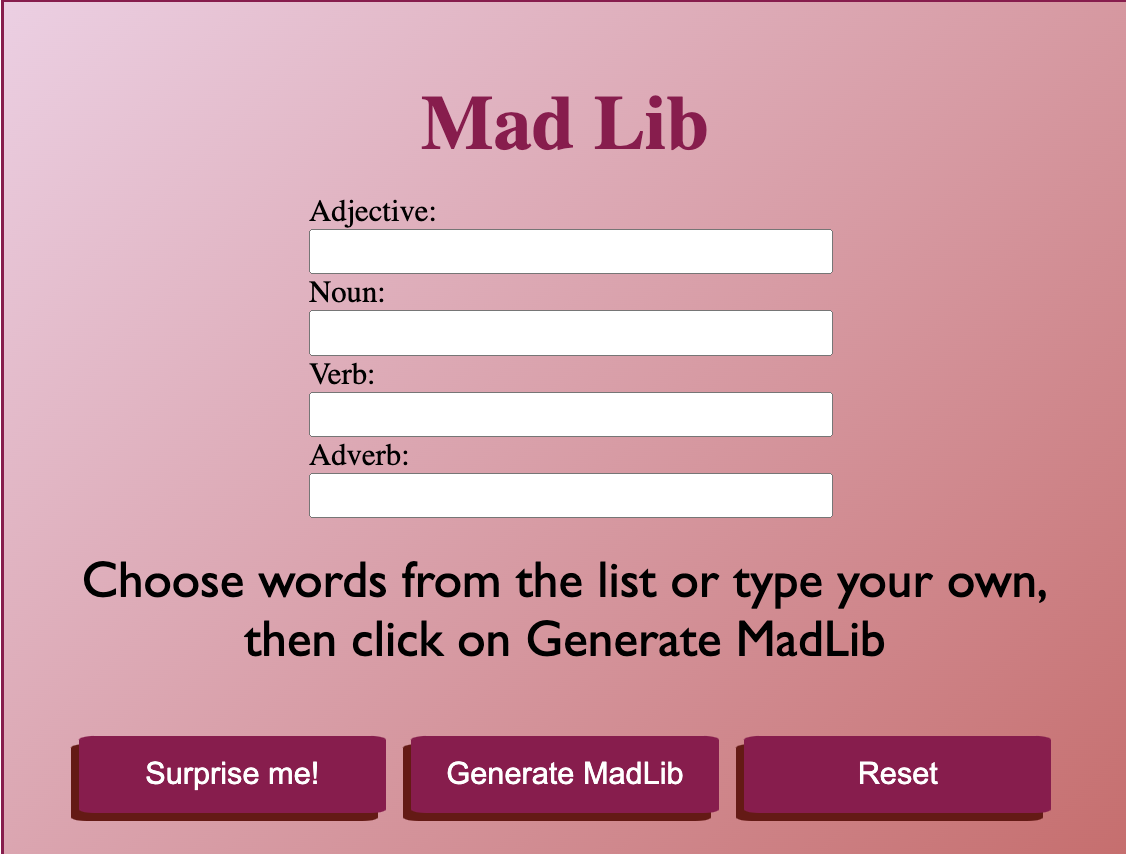 Mad Lib
Adjective:
Noun:
Verb:
Adverb:
Choose words from the list or type your own,
then click on Generate MadLib
Surprise me!
Generate MadLib
Reset